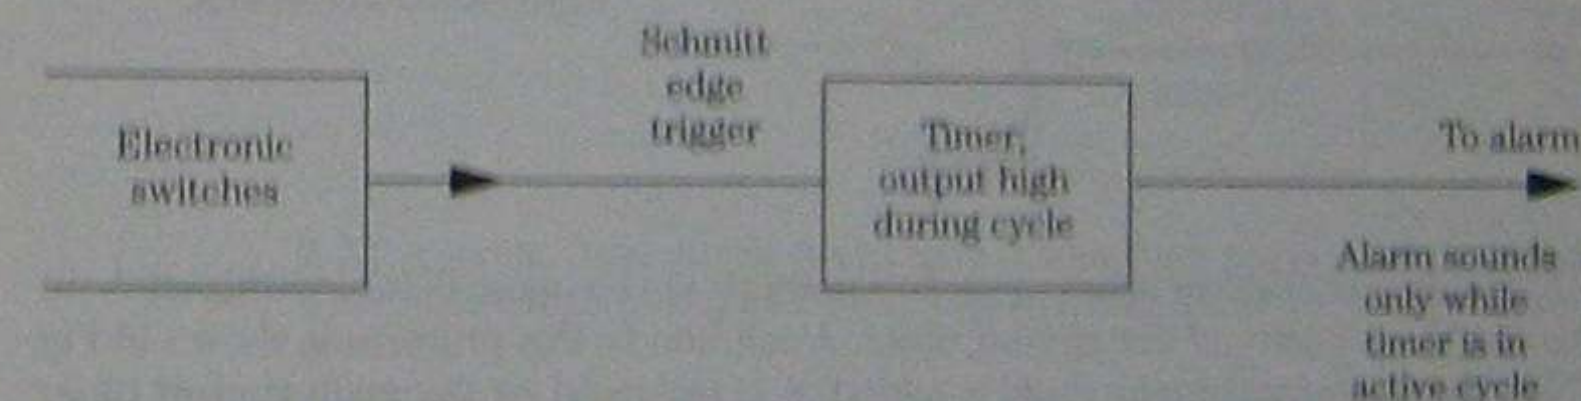 Schmitt
edge
trigger
Electronic
switches
Timer,
output high
during cycle
To alarm
Alarm sounds
only while
timer is in
active cycle